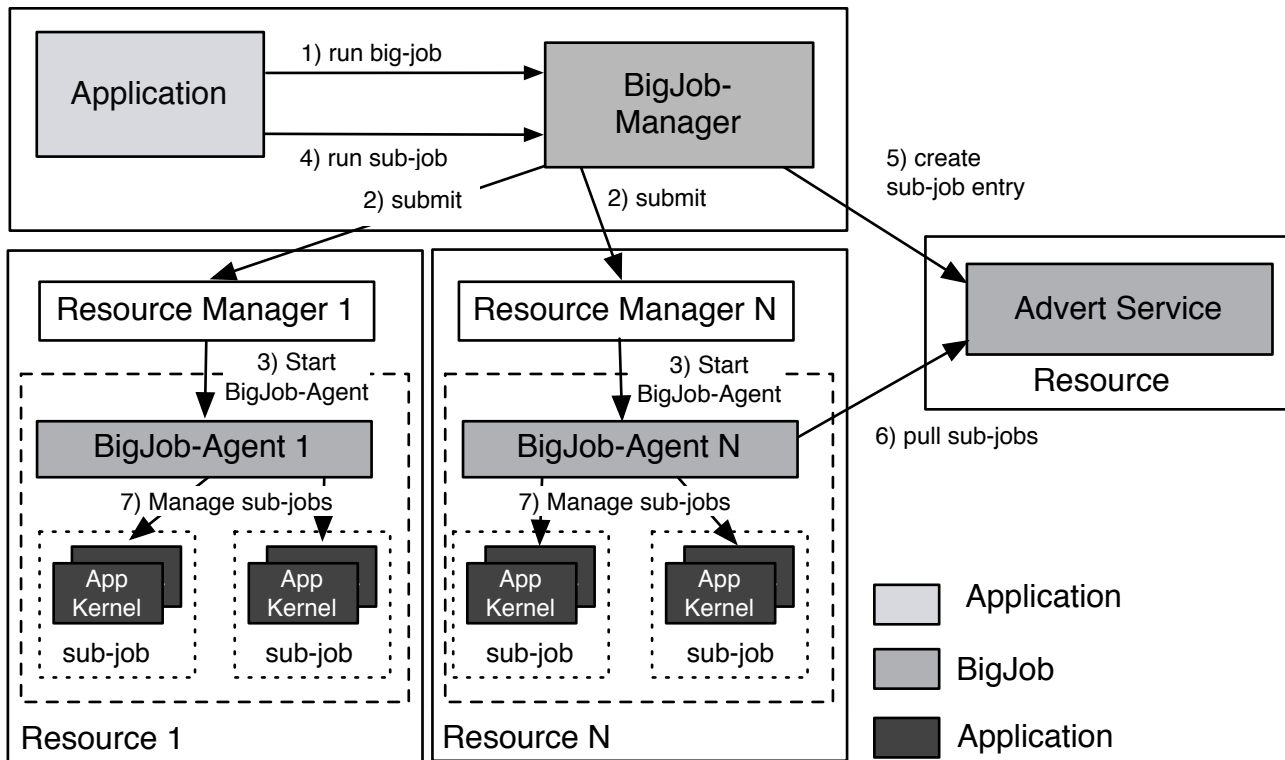 Application
1) run big-job
BigJob-
Manager
4) run sub-job
2) submit
2) submit
5) create
sub-job entry
Resource Manager 1
Resource Manager N
Advert Service
Resource
3) Start
BigJob-Agent
3) Start
BigJob-Agent
BigJob-Agent 1
BigJob-Agent N
6) pull sub-jobs
7) Manage sub-jobs
7) Manage sub-jobs
App
Kernel
App
Kernel
App
Kernel
App
Kernel
sub-job
sub-job
sub-job
sub-job
Resource 1
Resource N
Application
BigJob
Application